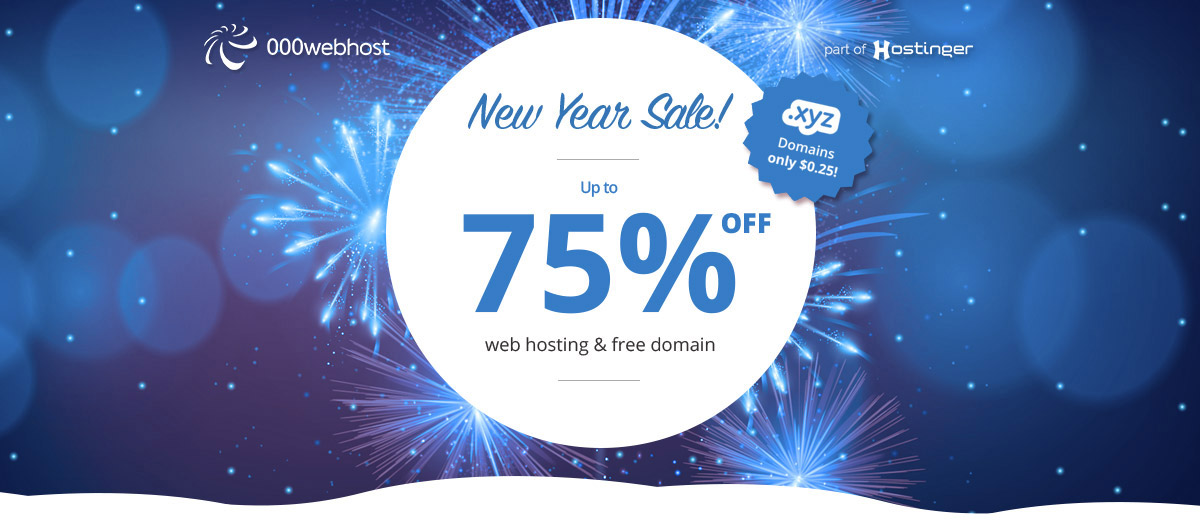 000webhost
part of Hostinger
New Year Sale!
.xyz
Domains
only $0.25!
Up to
75% OFF
web hosting & free domain